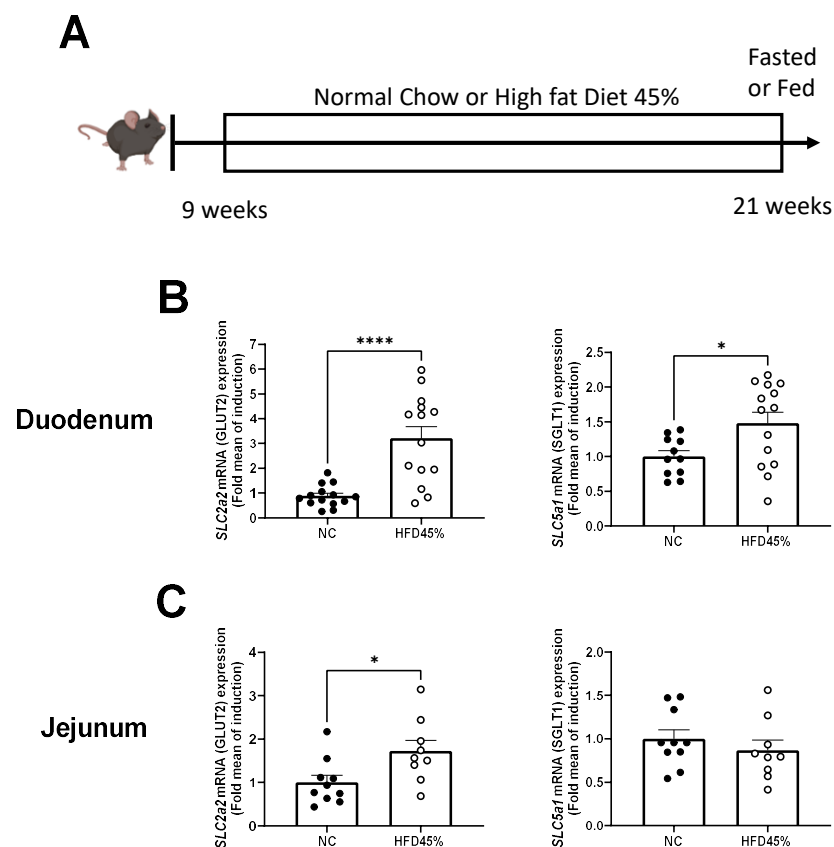 A
Fasted
or Fed
Normal Chow or High fat Diet 45%
9 weeks
21 weeks
B
Duodenum
SLC2a2 mRNA (GLUT2) expression
(Fold mean of induction)
7
6
5
4
3
2
1
0
****
NC
HFD45%
SLC5a1 mRNA (SGLT1) expression
(Fold mean of induction)
2.5
2.0
1.5
1.0
0.5
0.0
*
NC
HFD45%
C
Jejunum
SLC2a2 mRNA (GLUT2) expression
(Fold mean of induction)
4
3
2
1
0
*
NC
HFD45%
SLC5a1 mRNA (SGLT1) expression
(Fold mean of induction)
2.0
1.5
1.0
0.5
0.0
NC
HFD45%